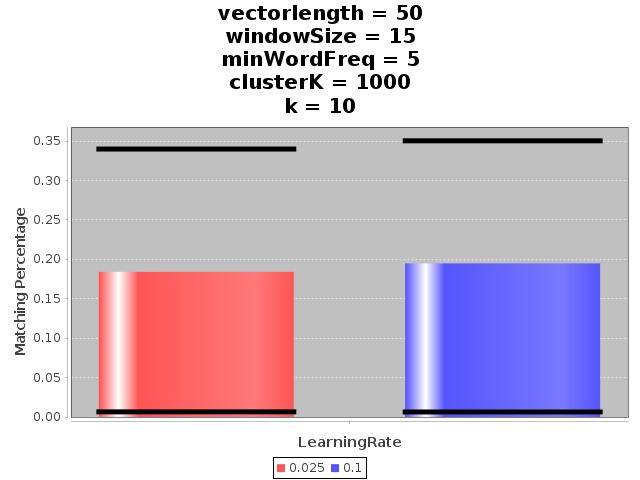 vectorlength = 50
windowSize = 15
minWordFreq = 5
clusterK = 1000
k = 10
Matching Percentage
0.35
0.30
0.25
0.20
0.15
0.10
0.05
0.00
LearningRate
0.025 0.1